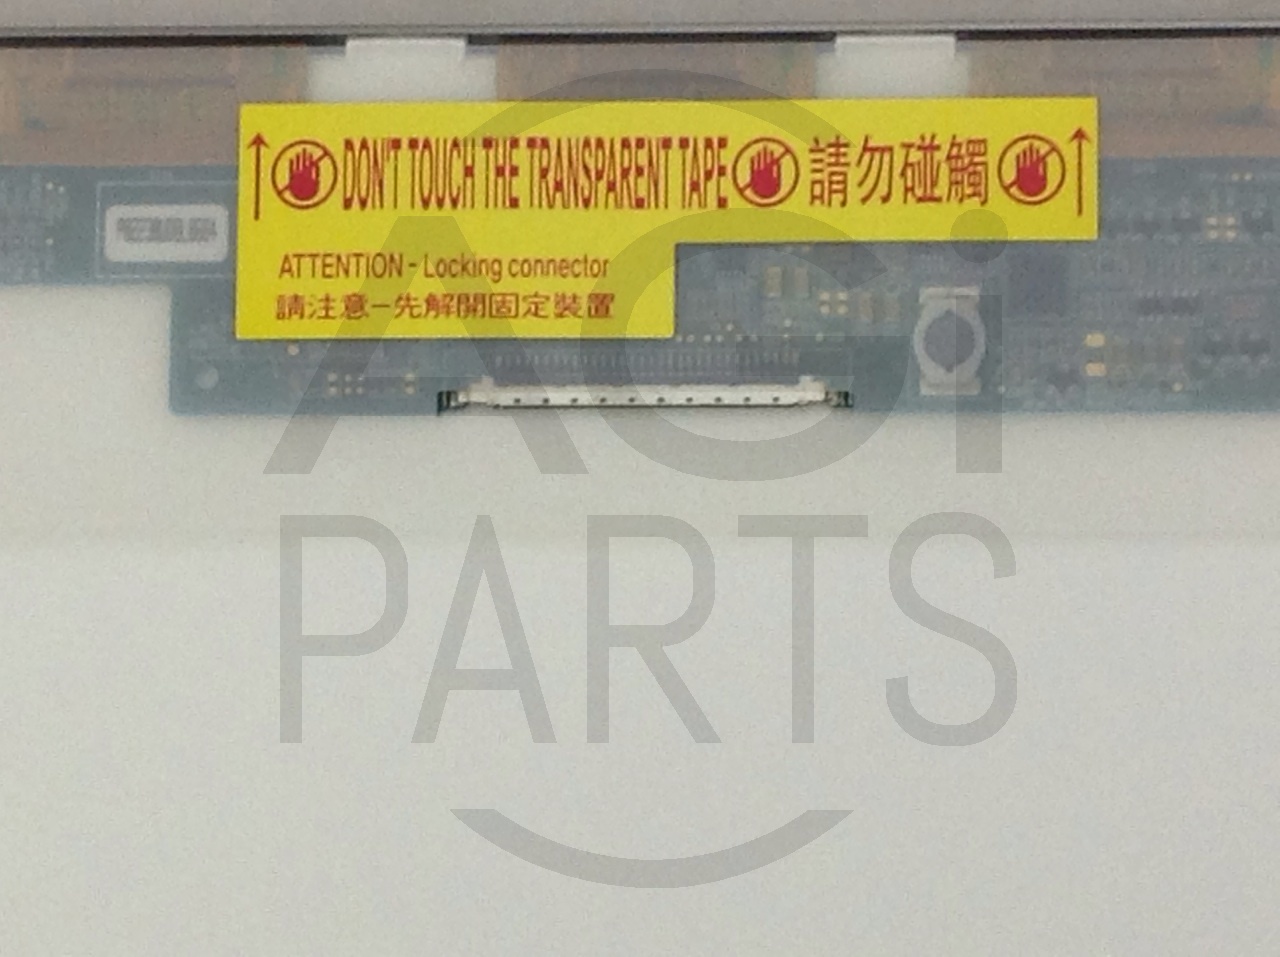 DON'T TOUCH THE TRANSPARENT TAPE 請勿碰觸
ATTENTION - Locking connector
請注意－先解開固定裝置
AGi
PARTS